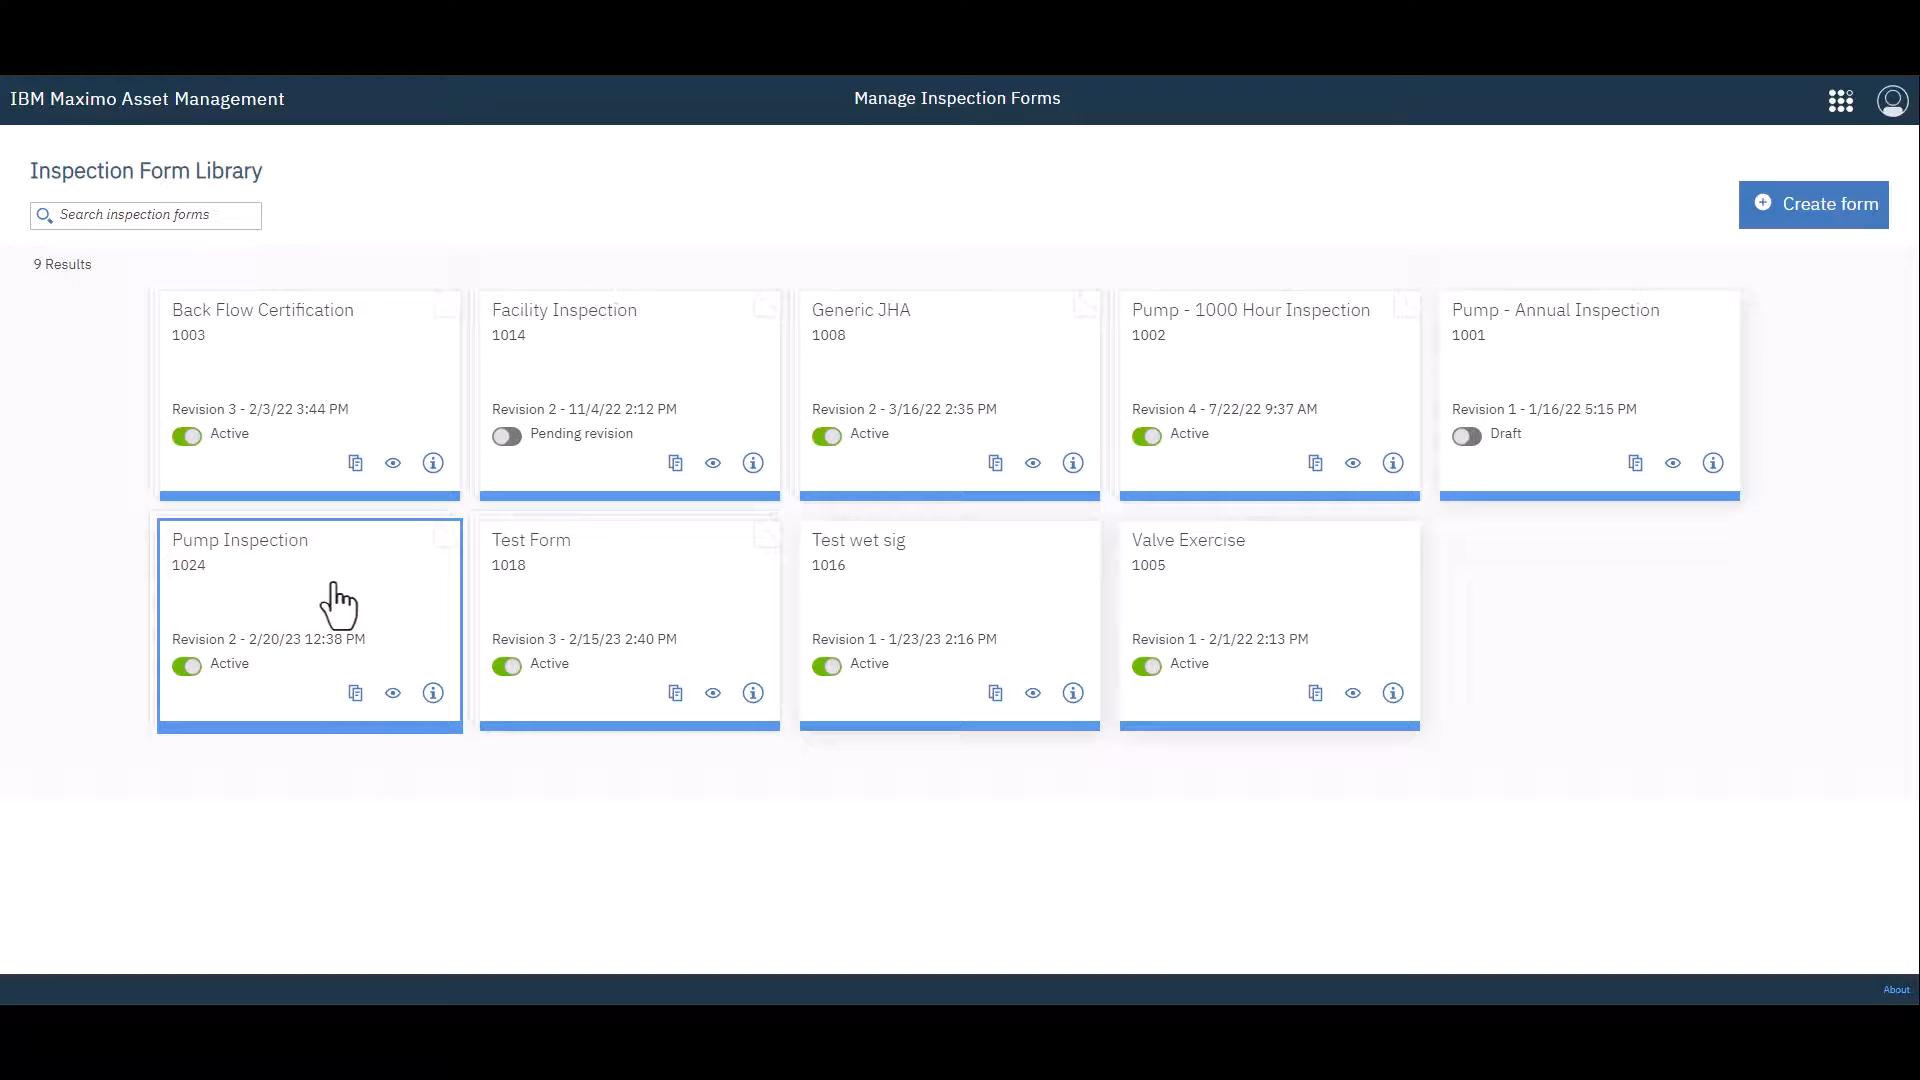 IBM Maximo Asset Management
Manage Inspection Forms
Inspection Form Library
Search inspection forms
Create form
9 Results
Back Flow Certification
1003
Revision 3 - 2/3/22 3:44 PM
Active
Facility Inspection
1014
Revision 2 - 11/4/22 2:12 PM
Pending revision
Generic JHA
1008
Revision 2 - 3/16/22 2:35 PM
Active
Pump - 1000 Hour Inspection
1002
Revision 4 - 7/22/22 9:37 AM
Active
Pump - Annual Inspection
1001
Revision 1 - 1/16/22 5:15 PM
Draft
Pump Inspection
1024
Revision 2 - 2/20/23 12:38 PM
Active
Test Form
1018
Revision 3 - 2/15/23 2:40 PM
Active
Test wet sig
1016
Revision 1 - 1/23/23 2:16 PM
Active
Valve Exercise
1005
Revision 1 - 2/1/22 2:13 PM
Active
About